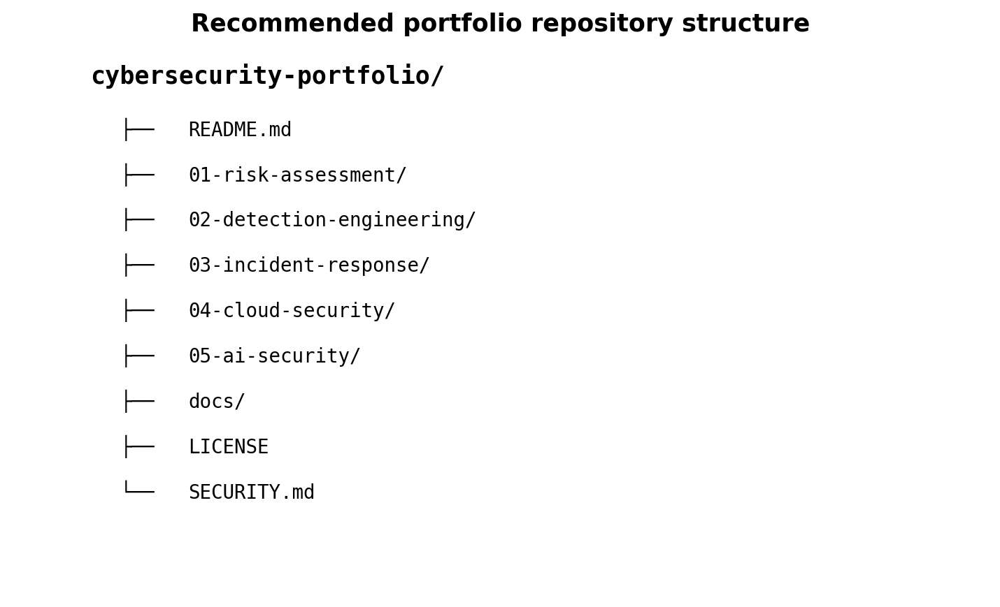 Recommended portfolio repository structure
cybersecurity-portfolio/
├── README.md
├── 01-risk-assessment/
├── 02-detection-engineering/
├── 03-incident-response/
├── 04-cloud-security/
├── 05-ai-security/
├── docs/
├── LICENSE
└── SECURITY.md